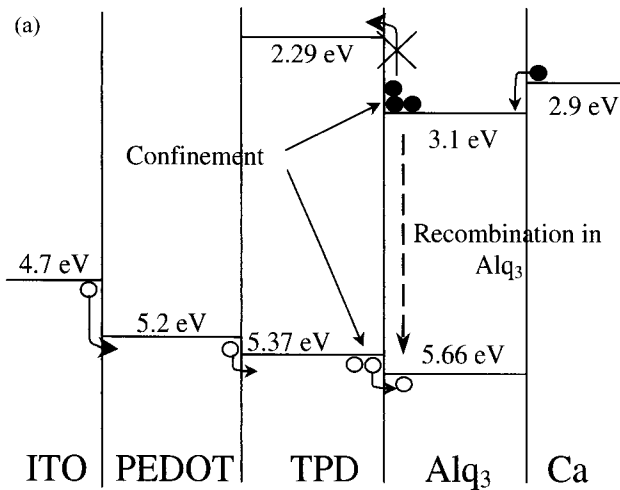 (a)
2.29 eV
2.9 eV
3.1 eV
Confinement
Recombination in
Alq₃
4.7 eV
5.2 eV
5.37 eV
5.66 eV
ITO
PEDOT
TPD
Alq₃
Ca